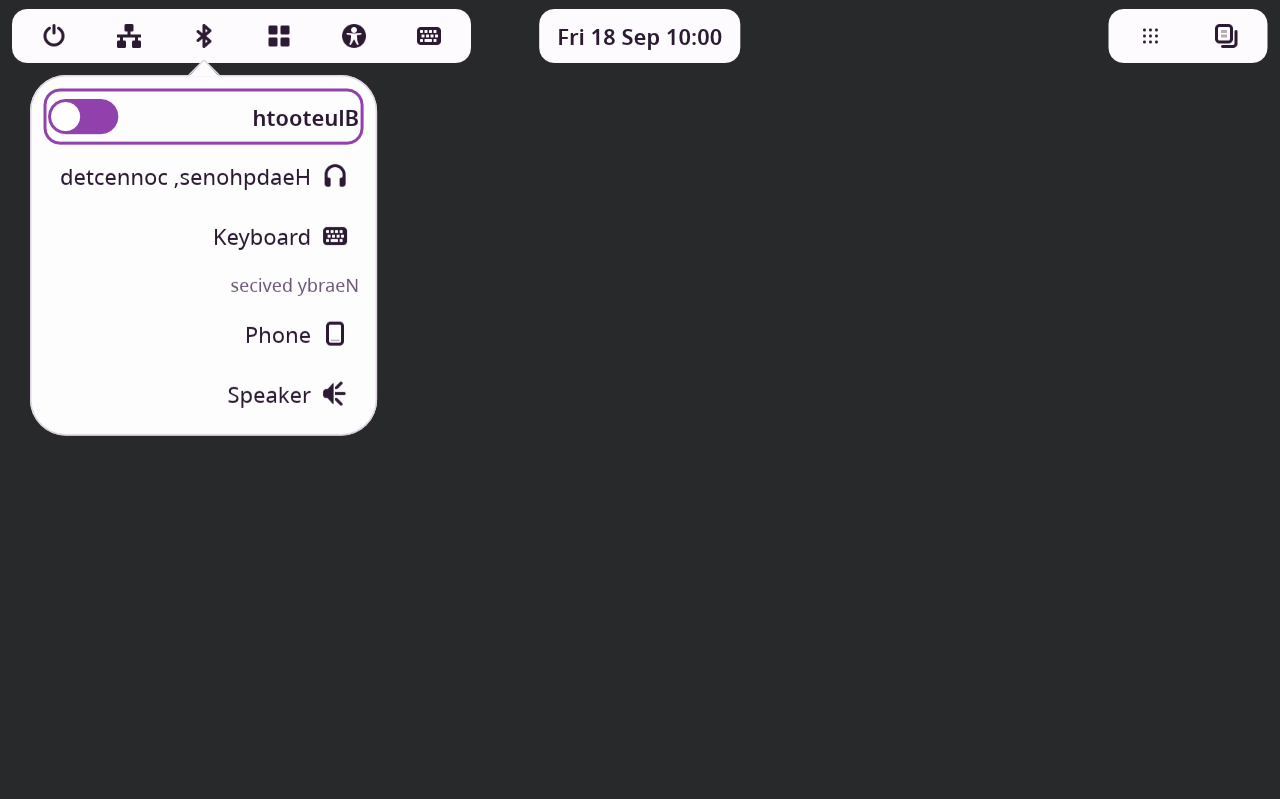 Fri 18 Sep 10:00
htooteulB
detcennoc ,senohpdaeH
Keyboard
secived ybraeN
Phone
Speaker